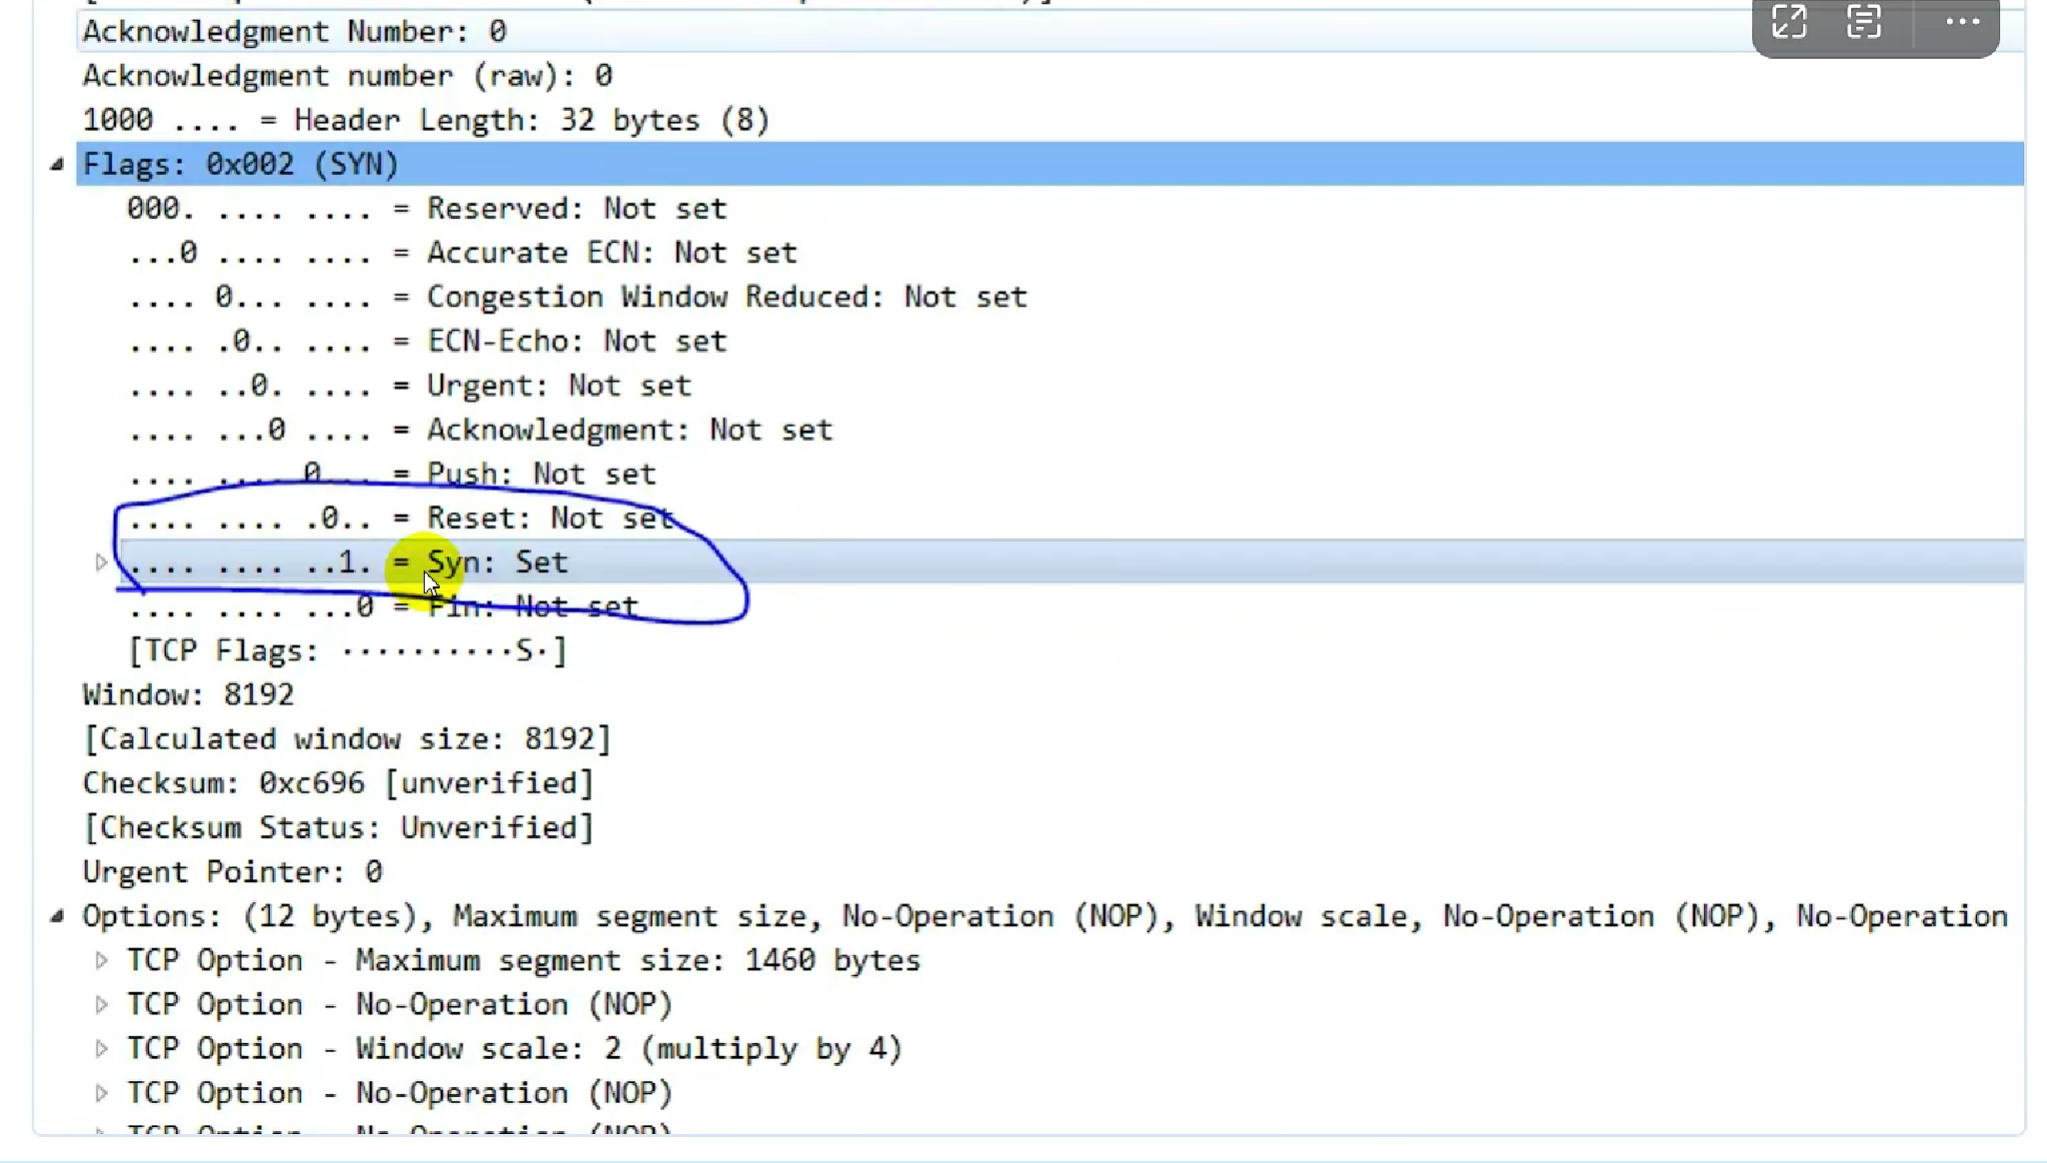 Acknowledgment Number: 0
Acknowledgment number (raw): 0
1000 .... = Header Length: 32 bytes (8)
Flags: 0x002 (SYN)
000. .... .... = Reserved: Not set
...0 .... .... = Accurate ECN: Not set
.... 0... .... = Congestion Window Reduced: Not set
.... .0.. .... = ECN-Echo: Not set
.... ..0. .... = Urgent: Not set
.... ...0 .... = Acknowledgment: Not set
.... .... 0... = Push: Not set
.... .... .0.. = Reset: Not set
.... .... ..1. = Syn: Set
.... .... ...0 = Fin: Not set
[TCP Flags: ··········S·]
Window: 8192
[Calculated window size: 8192]
Checksum: 0xc696 [unverified]
[Checksum Status: Unverified]
Urgent Pointer: 0
Options: (12 bytes), Maximum segment size, No-Operation (NOP), Window scale, No-Operation (NOP), No-Operation
TCP Option - Maximum segment size: 1460 bytes
TCP Option - No-Operation (NOP)
TCP Option - Window scale: 2 (multiply by 4)
TCP Option - No-Operation (NOP)
TCP Option - No-Operation (NOP)